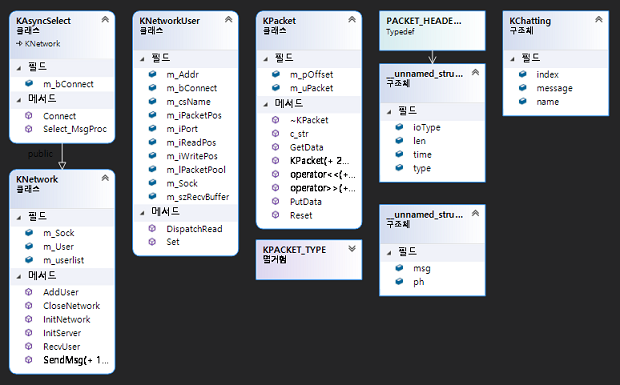 KAsyncSelect
클래스
KNetwork
필드
m_bConnect
메서드
Connect
Select_MsgProc
public
KNetwork
클래스
필드
m_Sock
m_User
m_userlist
메서드
AddUser
CloseNetwork
InitNetwork
InitServer
RecvUser
SendMsg(+ 1...
KNetworkUser
클래스
필드
m_Addr
m_bConnect
m_csName
m_iPacketPos
m_iPort
m_iReadPos
m_iWritePos
m_lPacketPool
m_Sock
m_szRecvBuffer
메서드
DispatchRead
Set
KPacket
클래스
필드
m_pOffset
m_uPacket
메서드
~KPacket
c_str
GetData
KPacket(+ 2...
operator<<(+...
operator>>(+...
PutData
Reset
KPACKET_TYPE
열거형
PACKET_HEADE...
Typedef
__unnamed_stru...
구조체
필드
ioType
len
time
type
__unnamed_stru...
구조체
필드
msg
ph
KChatting
구조체
필드
index
message
name